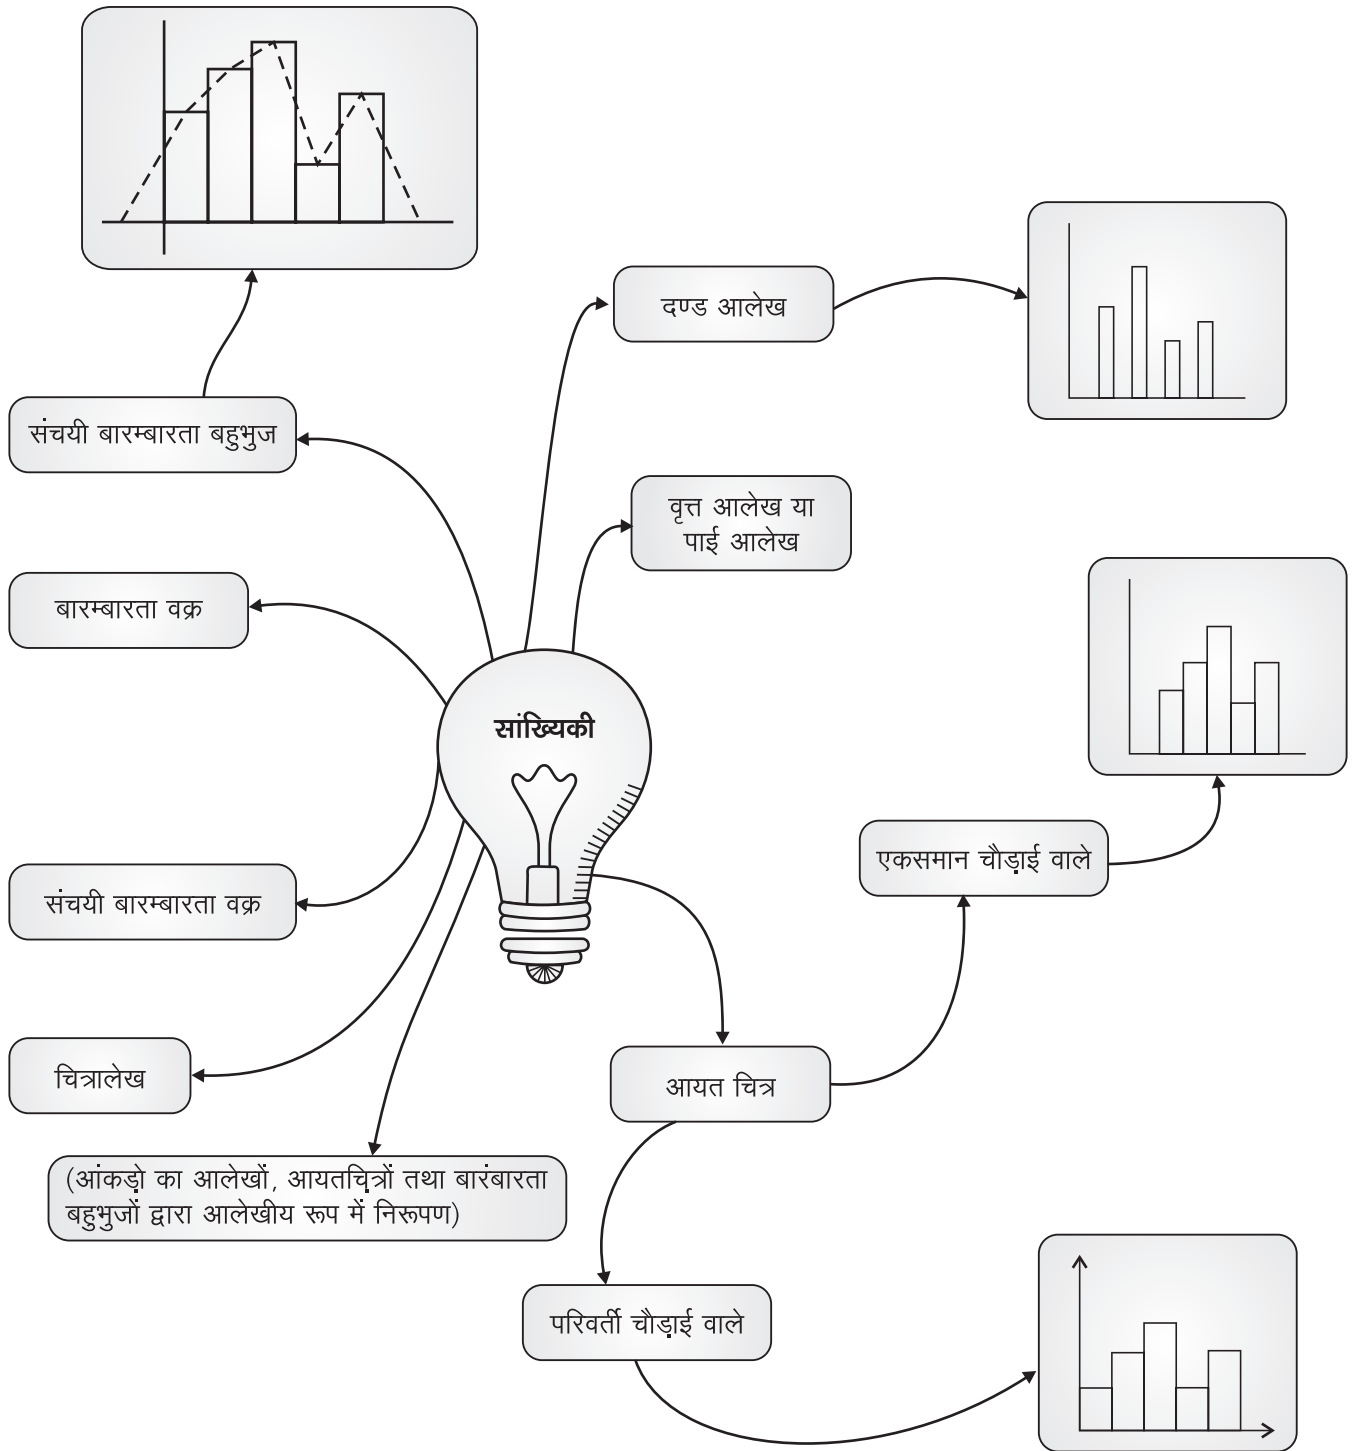 दण्ड आलेख
संचयी बारम्बारता बहुभुज
वृत्त आलेख या
पाई आलेख
बारम्बारता वक्र
सांख्यिकी
एकसमान चौड़ाई वाले
संचयी बारम्बारता वक्र
चित्रालेख
आयत चित्र
(आंकड़ो का आलेखों, आयतचित्रों तथा बारंबारता
बहुभुजों द्वारा आलेखीय रूप में निरूपण)
परिवर्ती चौड़ाई वाले